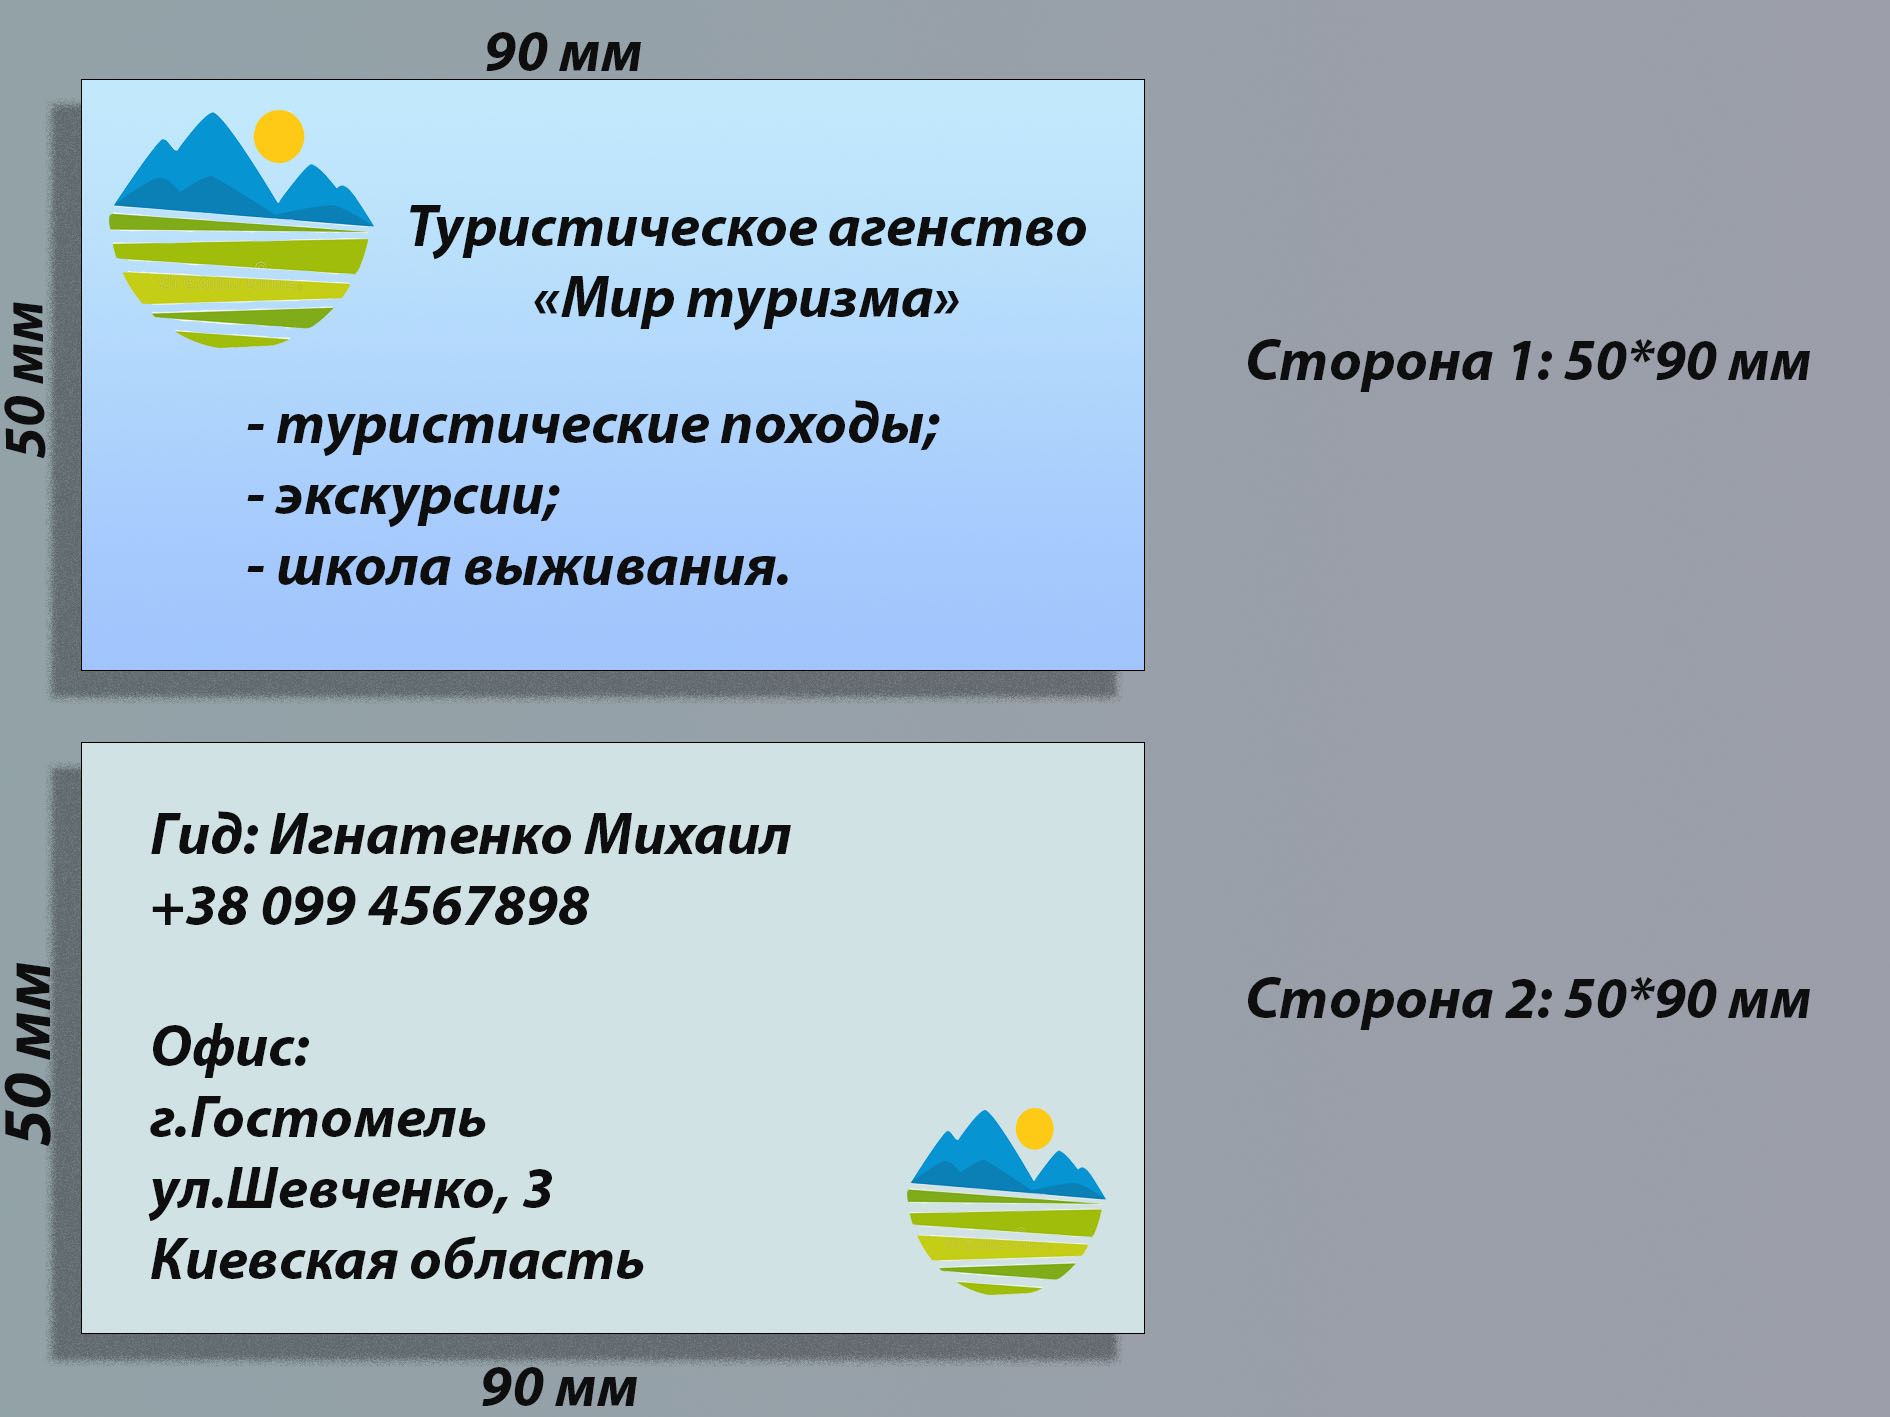 90 мм
50 мм
Туристическое агенство
«Мир туризма»
- туристические походы;
- экскурсии;
- школа выживания.
Сторона 1: 50*90 мм
Гид: Игнатенко Михаил
+38 099 4567898
Офис:
г.Гостомель
ул.Шевченко, 3
Киевская область
50 мм
Сторона 2: 50*90 мм
90 мм